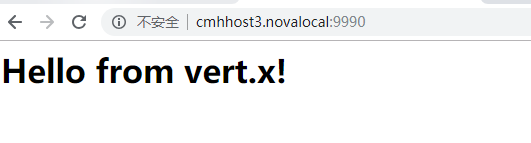 不安全 cmhhost3.novalocal:9990
Hello from vert.x!